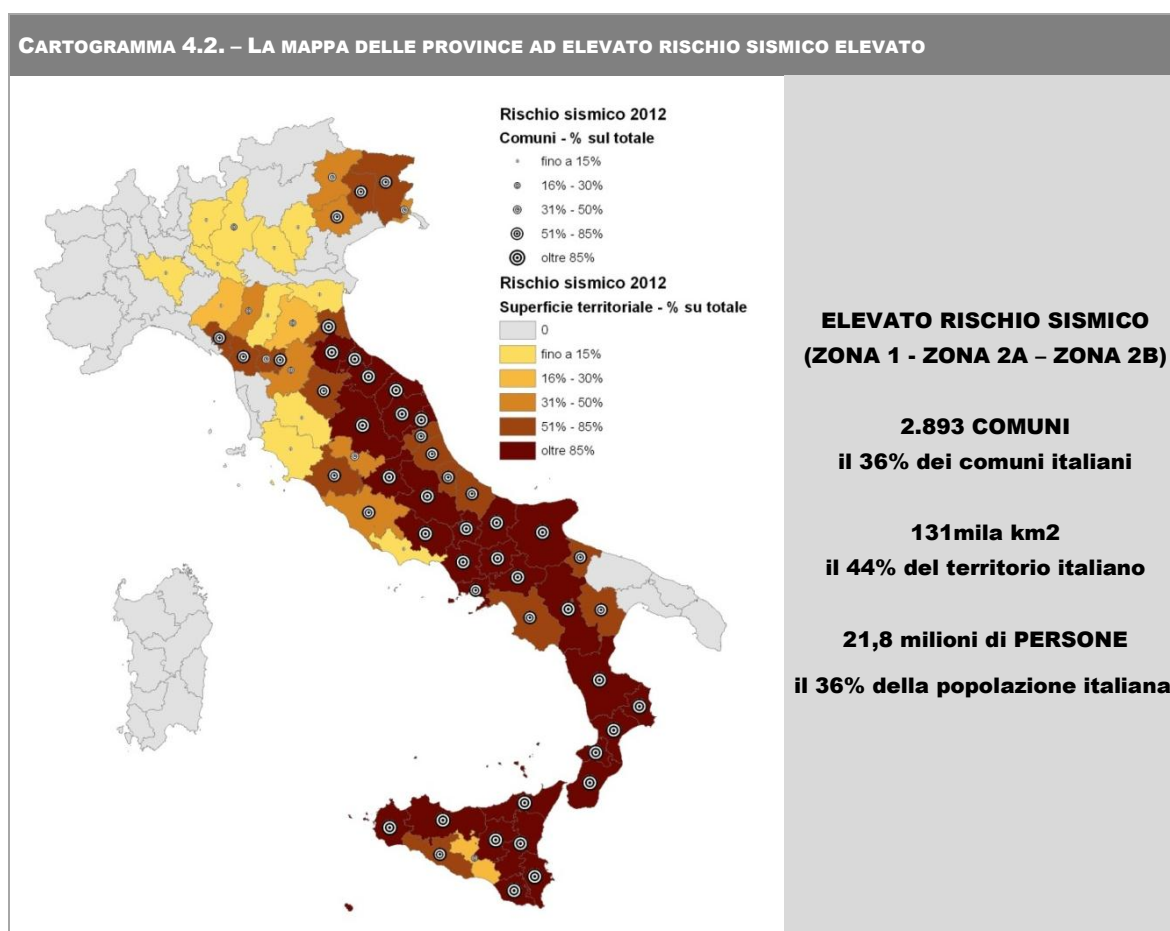 CARTOGRAMMA 4.2. – LA MAPPA DELLE PROVINCE AD ELEVATO RISCHIO SISMICO ELEVATO
Rischio sismico 2012
Comuni - % sul totale
fino a 15%
16% - 30%
31% - 50%
51% - 85%
oltre 85%
Rischio sismico 2012
Superficie territoriale - % su totale
0
fino a 15%
16% - 30%
31% - 50%
51% - 85%
oltre 85%
ELEVATO RISCHIO SISMICO
(ZONA 1 - ZONA 2A – ZONA 2B)
2.893 COMUNI
il 36% dei comuni italiani
131mila km2
il 44% del territorio italiano
21,8 milioni di PERSONE
il 36% della popolazione italiana